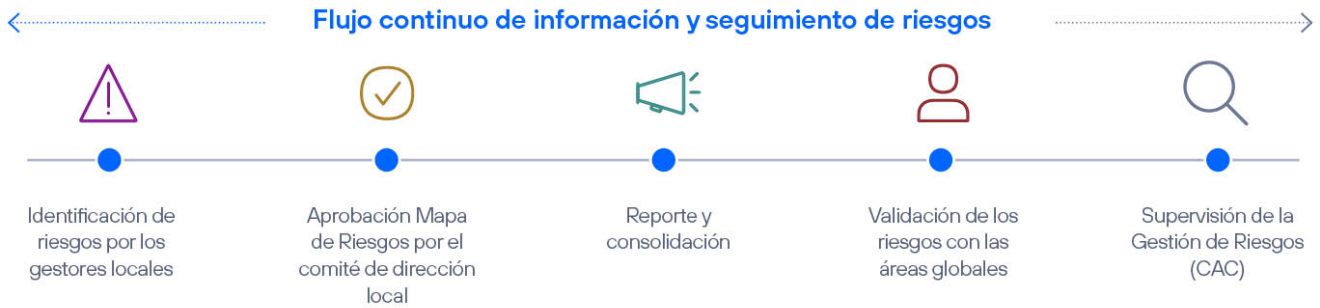 Flujo continuo de información y seguimiento de riesgos
Identificación de
riesgos por los
gestores locales
Aprobación Mapa
de Riesgos por el
comité de dirección
local
Reporte y
consolidación
Validación de los
riesgos con las
áreas globales
Supervisión de la
Gestión de Riesgos
(CAC)